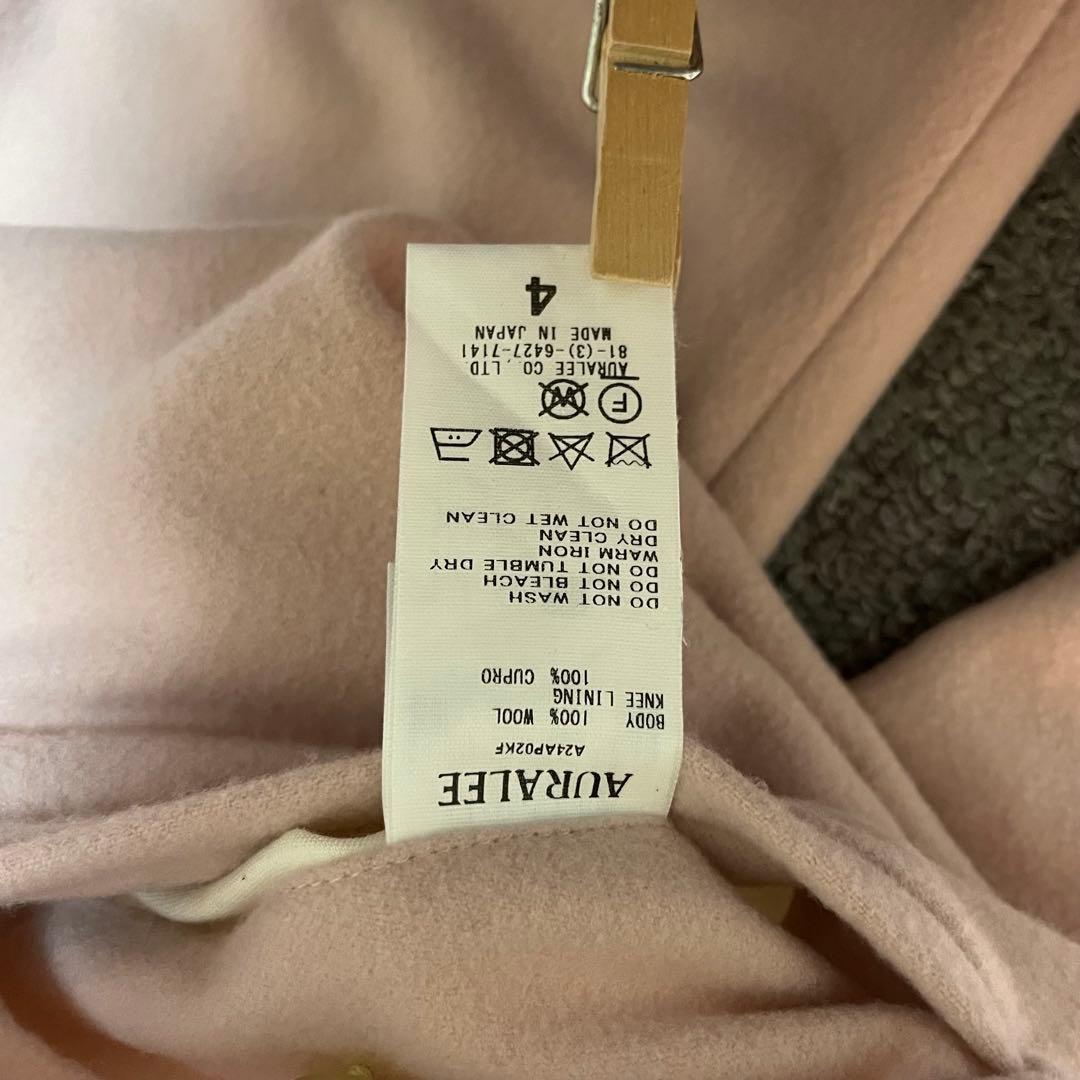 AURALEE
A24AP02KF
BODY 100% WOOL
KNEE LINING
100% CUPRO
DO NOT WASH
DO NOT BLEACH
DO NOT TUMBLE DRY
WARM IRON
DRY CLEAN
DO NOT WET CLEAN
F W
AURALEE CO.,LTD.
81-(3)-6427-7141
MADE IN JAPAN
4